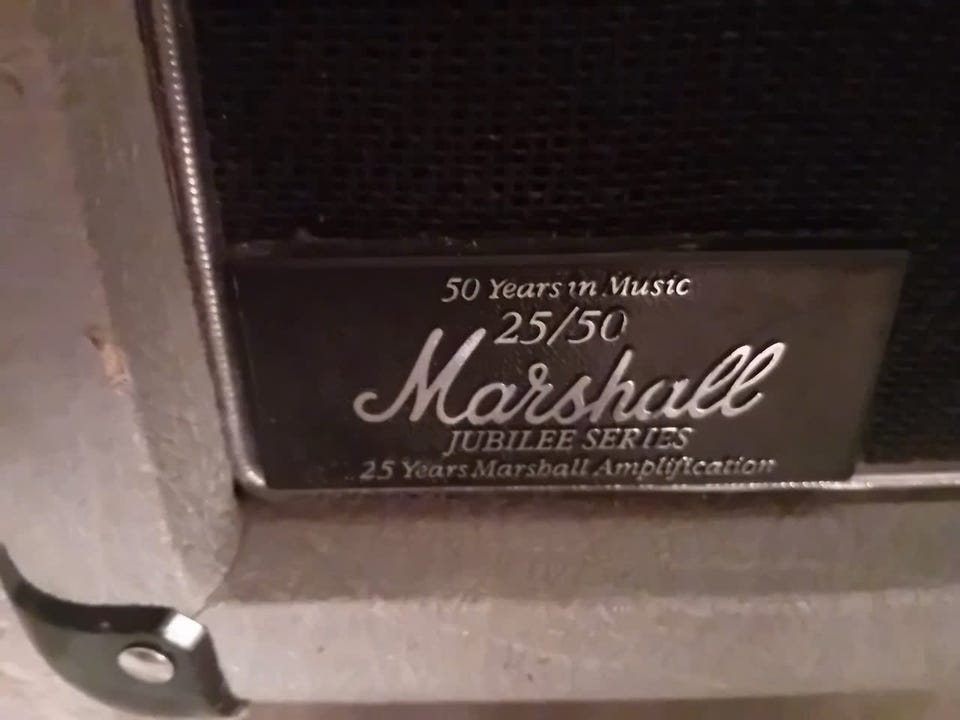 50 Years in Music
25/50
Marshall
JUBILEE SERIES
25 Years Marshall Amplification